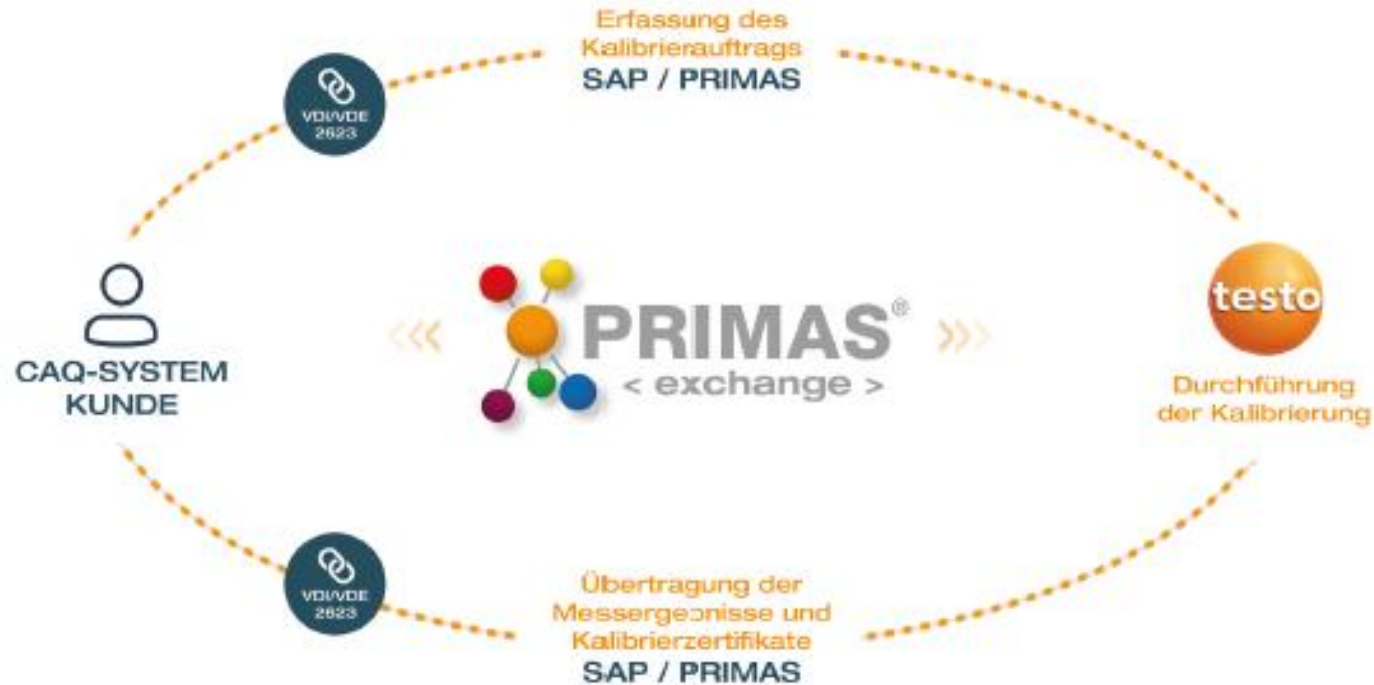 Erfassung des
Kalibrierauftrags
SAP / PRIMAS
VDI/VDE
2623
CAQ-SYSTEM
KUNDE
PRIMAS®
< exchange >
testo
Durchführung
der Kalibrierung
VDI/VDE
2623
Übertragung der
Messergebnisse und
Kalibrierzertifikate
SAP / PRIMAS